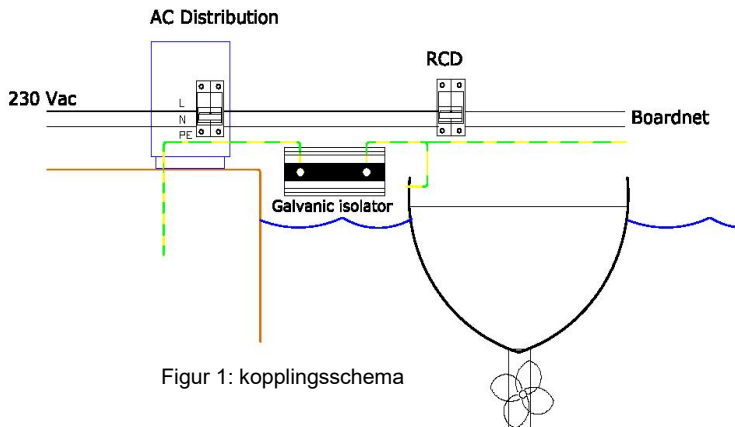 AC Distribution
RCD
230 Vac
L
N
PE
Boardnet
Galvanic isolator
Figur 1: kopplingsschema